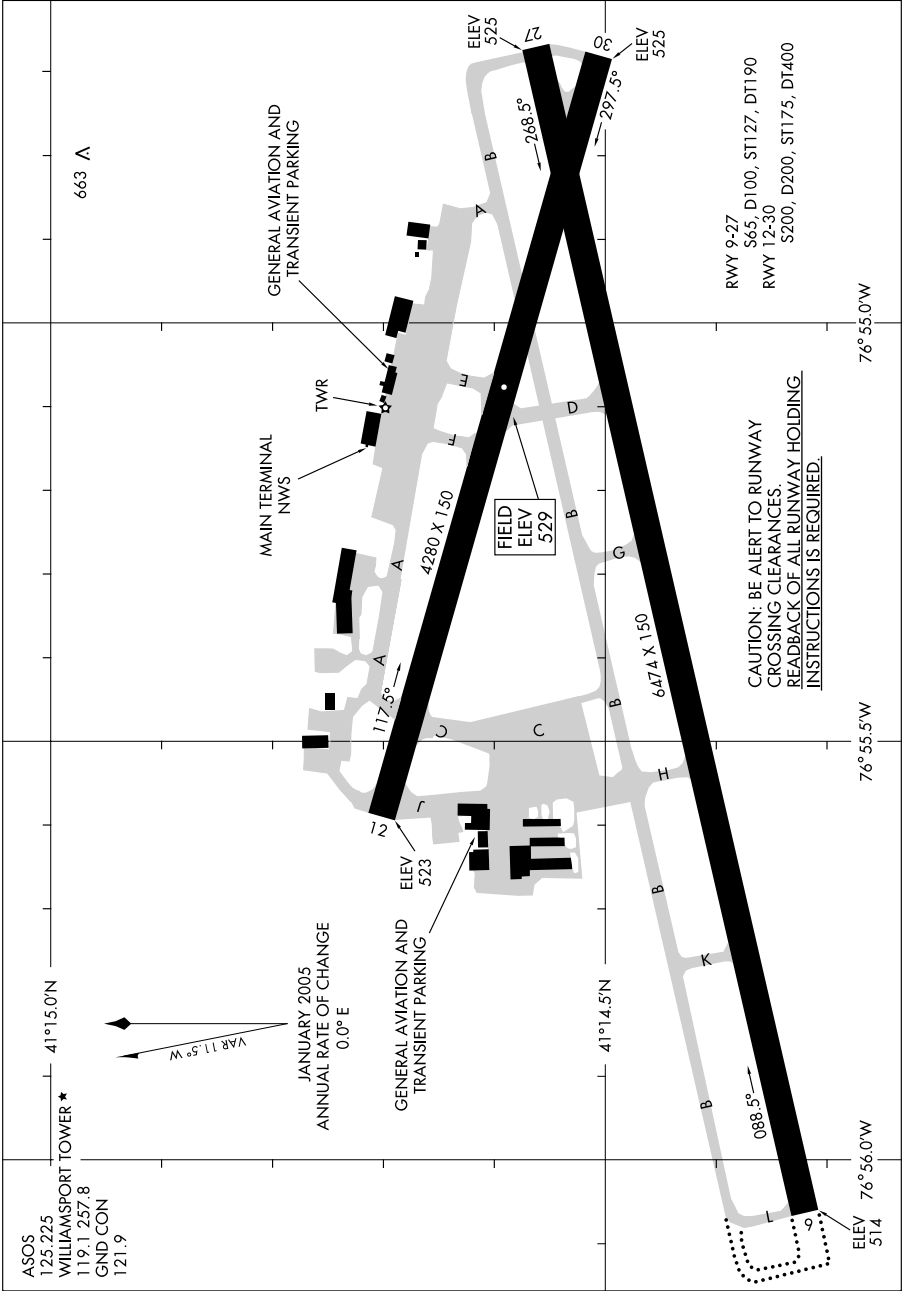 ASOS
125.225
WILLIAMSPORT TOWER ★
119.1 257.8
GND CON
121.9
41°15.0'N
VAR 11.5° W
JANUARY 2005
ANNUAL RATE OF CHANGE
0.0° E
GENERAL AVIATION AND
TRANSIENT PARKING
MAIN TERMINAL
NWS
TWR
GENERAL AVIATION AND
TRANSIENT PARKING
663
ELEV
525
27
30
ELEV
525
268.5°
297.5°
B
A
E
F
D
A
A
4280 X 150
117.5°
12
ELEV
523
FIELD
ELEV
529
B
G
C
C
J
B
H
6474 X 150
B
K
B
088.5°
L
9
ELEV
514
41°14.5'N
RWY 9-27
S65, D100, ST127, DT190
RWY 12-30
S200, D200, ST175, DT400
CAUTION: BE ALERT TO RUNWAY
CROSSING CLEARANCES.
READBACK OF ALL RUNWAY HOLDING
INSTRUCTIONS IS REQUIRED.
76°56.0'W
76°55.5'W
76°55.0'W